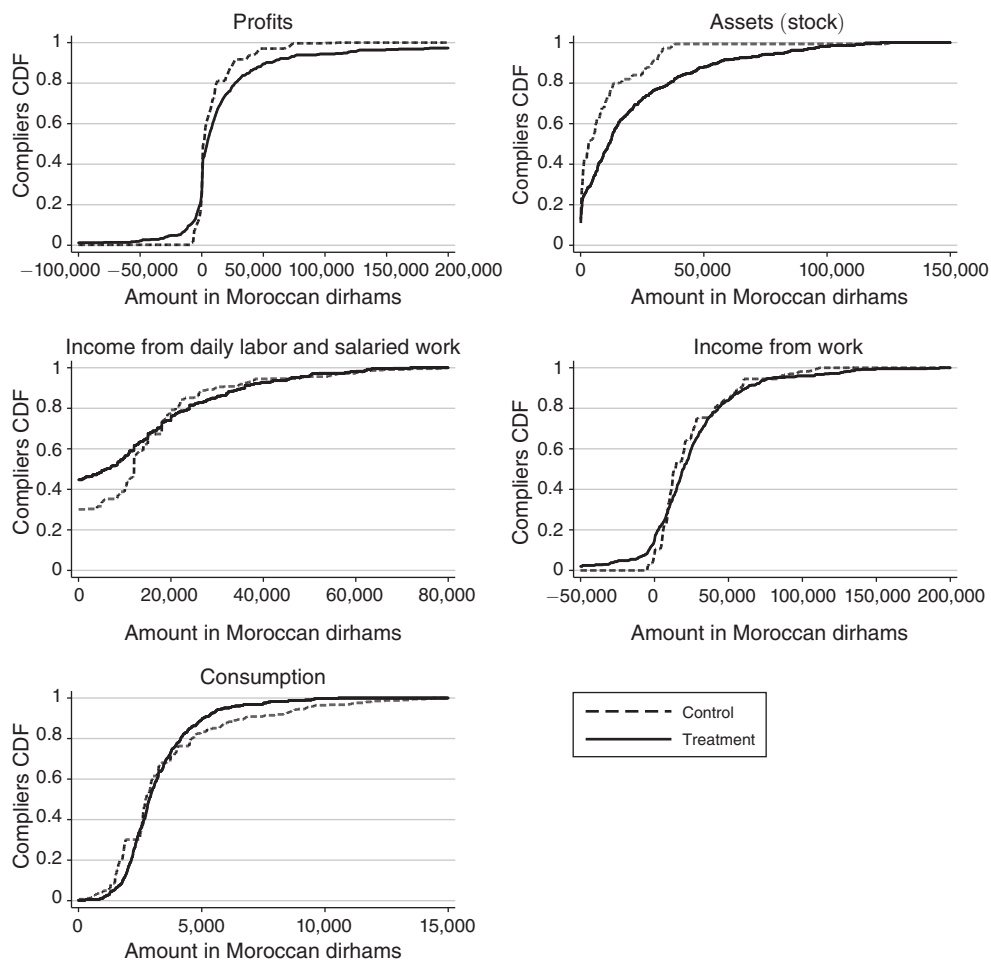 Profits
Compliers CDF
1
0.8
0.6
0.4
0.2
0
−100,000 −50,000 0 50,000 100,000 150,000 200,000
Amount in Moroccan dirhams
Assets (stock)
Compliers CDF
1
0.8
0.6
0.4
0.2
0
0 50,000 100,000 150,000
Amount in Moroccan dirhams
Income from daily labor and salaried work
Compliers CDF
1
0.8
0.6
0.4
0.2
0
0 20,000 40,000 60,000 80,000
Amount in Moroccan dirhams
Income from work
Compliers CDF
1
0.8
0.6
0.4
0.2
0
−50,000 0 50,000 100,000 150,000 200,000
Amount in Moroccan dirhams
Consumption
Compliers CDF
1
0.8
0.6
0.4
0.2
0
0 5,000 10,000 15,000
Amount in Moroccan dirhams
Control
Treatment